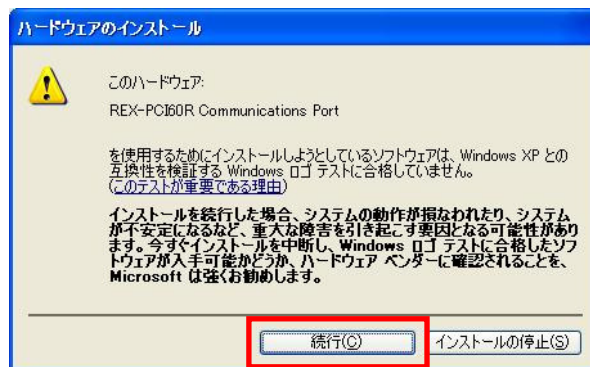 ハードウェアのインストール
このハードウェア:
REX-PCI60R Communications Port
を使用するためにインストールしようとしているソフトウェアは、Windows XP との
互換性を検証する Windows ロゴ テストに合格していません。
(このテストが重要である理由)
インストールを続行した場合、システムの動作が損なわれたり、システム
が不安定になるなど、重大な障害を引き起こす要因となる可能性があり
ます。今すぐインストールを中断し、Windows ロゴ テストに合格したソフ
トウェアが入手可能かどうか、ハードウェア ベンダーに確認されることを、
Microsoft は強くお勧めします。
続行(C) インストールの停止(S)